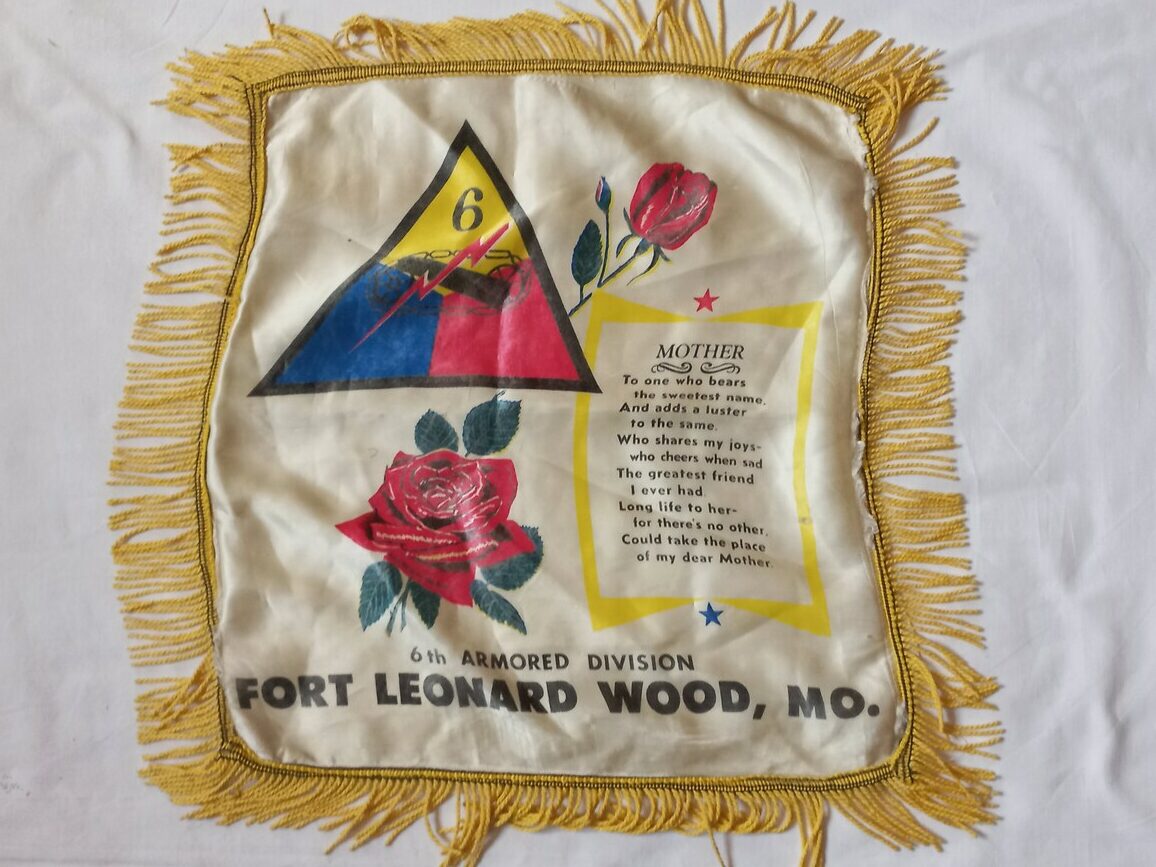 6
MOTHER
To one who bears
the sweetest name,
And adds a luster
to the same,
Who shares my joys-
who cheers when sad
The greatest friend
I ever had.
Long life to her-
for there's no other,
Could take the place
of my dear Mother.
6th ARMORED DIVISION
FORT LEONARD WOOD, MO.